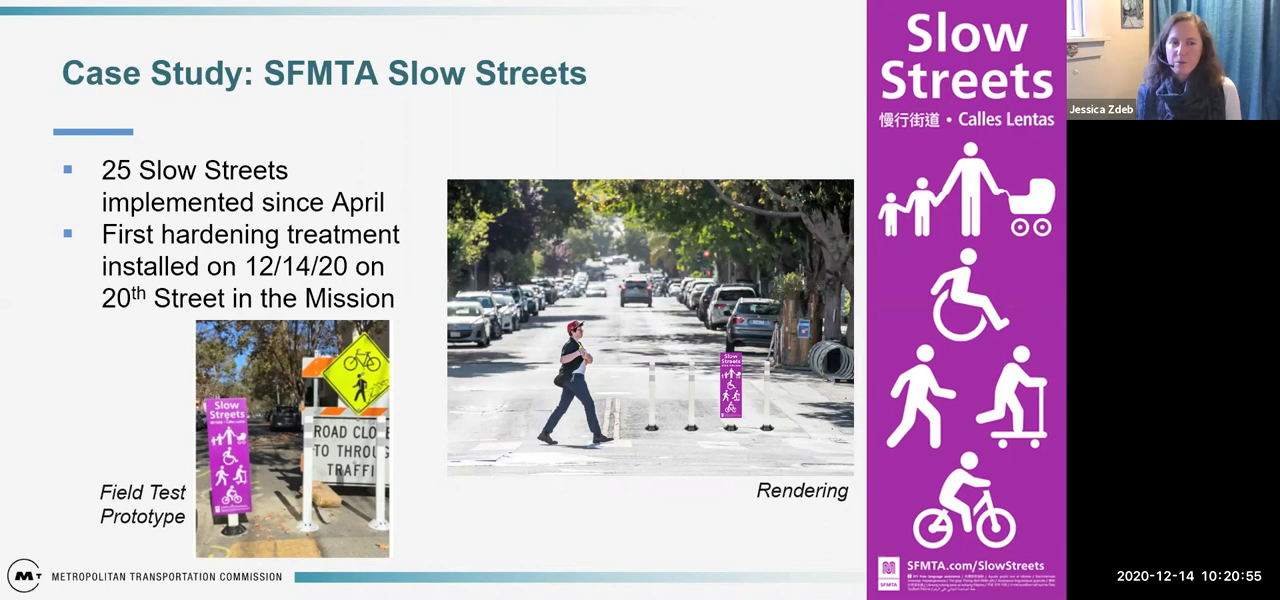 Case Study: SFMTA Slow Streets
25 Slow Streets
implemented since April
First hardening treatment
installed on 12/14/20 on
20th Street in the Mission
Field Test
Prototype
Slow
Streets
ROAD CLO
TO THROUG
TRAFFI
Slow
Streets
Rendering
METROPOLITAN TRANSPORTATION COMMISSION
Slow
Streets
慢行街道 • Calles Lentas
SFMTA.com/SlowStreets
SFMTA
Jessica Zdeb
2020-12-14 10:20:55